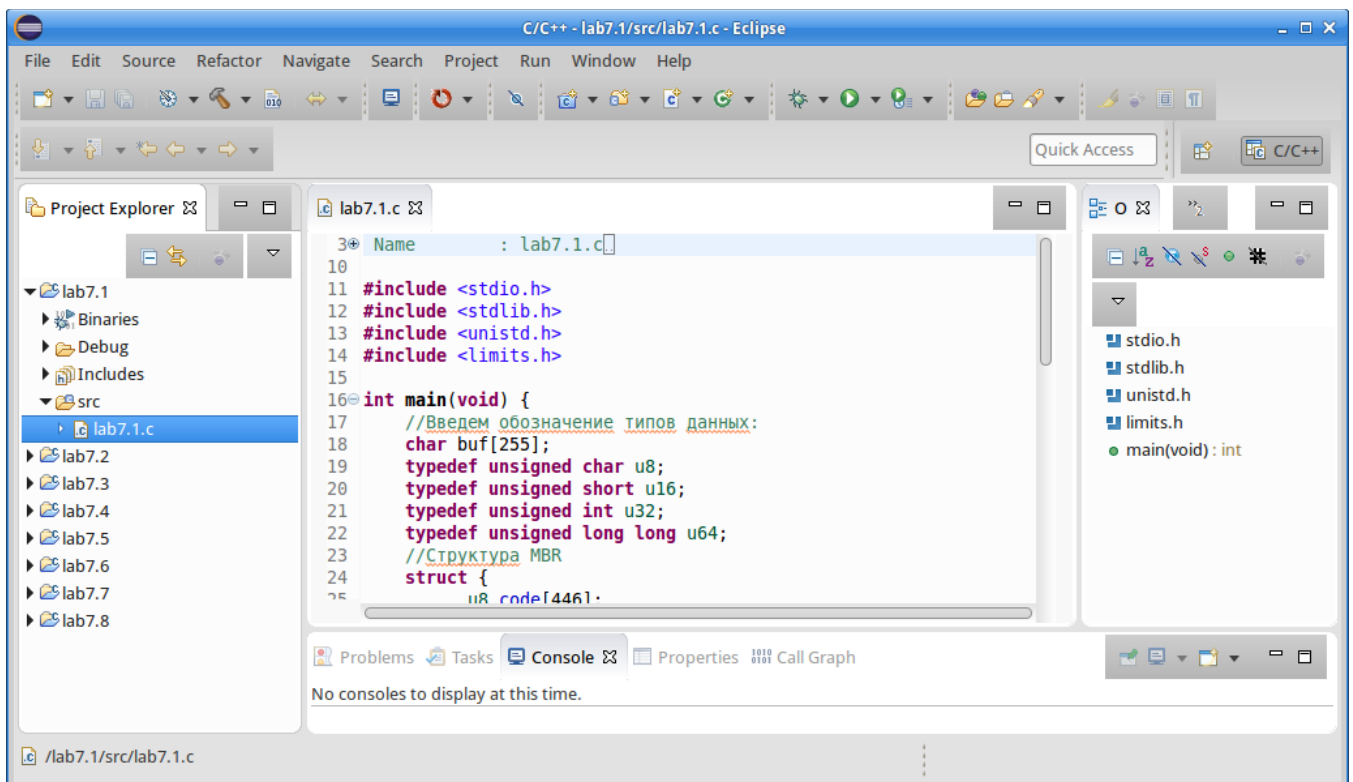 C/C++ - lab7.1/src/lab7.1.c - Eclipse
File Edit Source Refactor Navigate Search Project Run Window Help
010
Quick Access
C/C++
Project Explorer
lab7.1
Binaries
Debug
Includes
src
lab7.1.c
lab7.2
lab7.3
lab7.4
lab7.5
lab7.6
lab7.7
lab7.8
lab7.1.c
3 Name : lab7.1.c
10
11 #include <stdio.h>
12 #include <stdlib.h>
13 #include <unistd.h>
14 #include <limits.h>
15
16 int main(void) {
17 //Введем обозначение типов данных:
18 char buf[255];
19 typedef unsigned char u8;
20 typedef unsigned short u16;
21 typedef unsigned int u32;
22 typedef unsigned long long u64;
23 //Структура MBR
24 struct {
25 u8 code[446];
O
2
stdio.h
stdlib.h
unistd.h
limits.h
main(void) : int
Problems Tasks Console Properties Call Graph
No consoles to display at this time.
/lab7.1/src/lab7.1.c